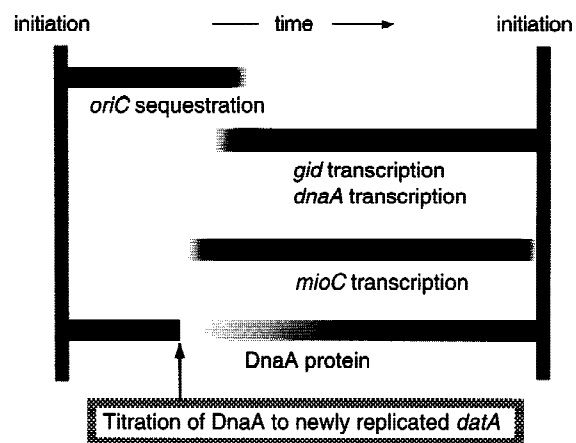 initiation — time → initiation
oriC sequestration
gid transcription
dnaA transcription
mioC transcription
DnaA protein
Titration of DnaA to newly replicated datA